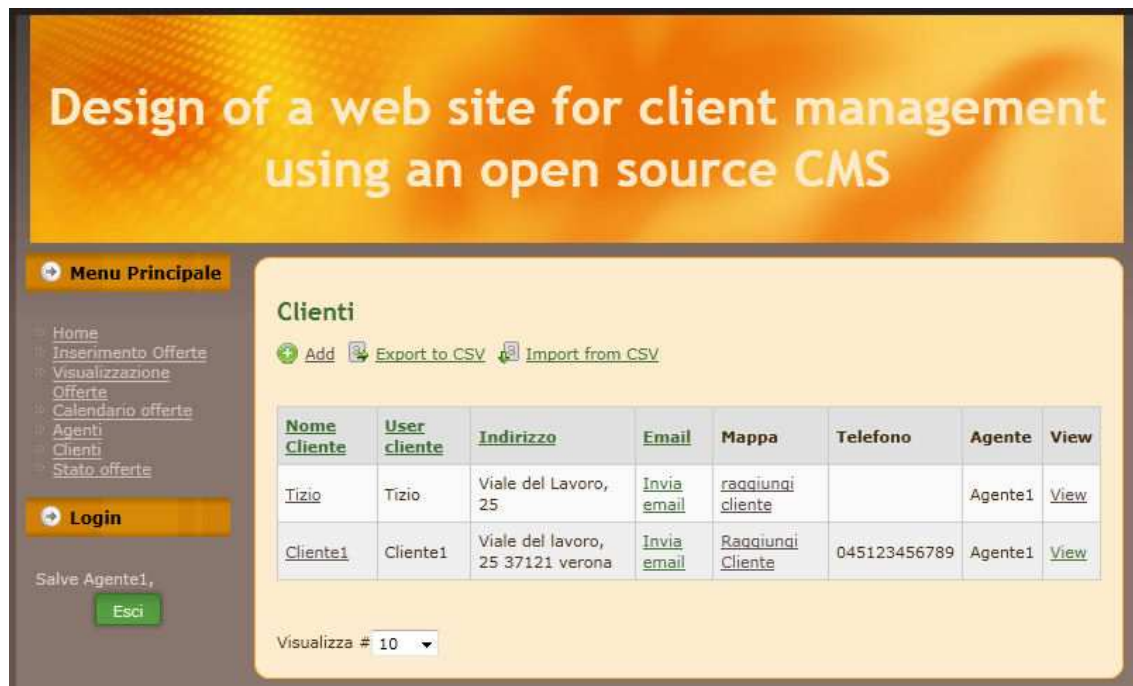 Design of a web site for client management
using an open source CMS
Menu Principale
Home
Inserimento Offerte
Visualizzazione
Offerte
Calendario offerte
Agenti
Clienti
Stato offerte
Login
Salve Agente1,
Esci
Clienti
Add Export to CSV Import from CSV
Nome Cliente User cliente Indirizzo Email Mappa Telefono Agente View
Tizio Tizio Viale del Lavoro, 25 Invia email raggiungi cliente Agente1 View
Cliente1 Cliente1 Viale del lavoro, 25 37121 verona Invia email Raggiungi Cliente 045123456789 Agente1 View
Visualizza # 10